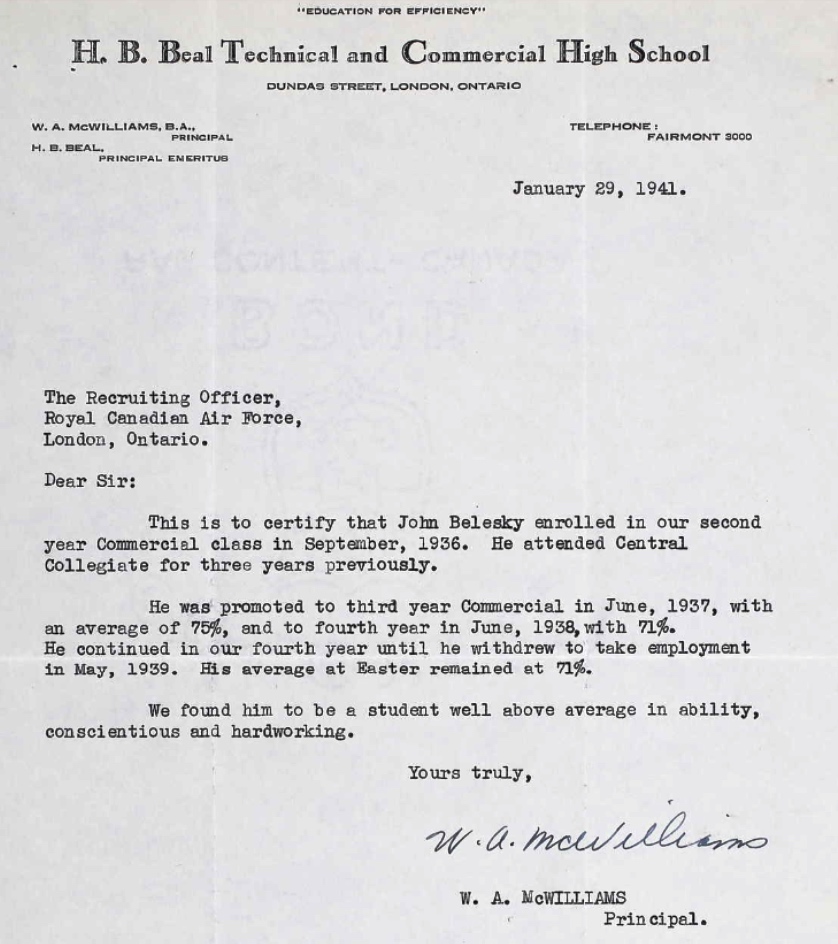 "EDUCATION FOR EFFICIENCY"
H. B. Beal Technical and Commercial High School
DUNDAS STREET, LONDON, ONTARIO
W. A. McWILLIAMS, B.A.,
PRINCIPAL
H. B. BEAL,
PRINCIPAL EMERITUS
TELEPHONE:
FAIRMONT 3000
January 29, 1941.
The Recruiting Officer,
Royal Canadian Air Force,
London, Ontario.
Dear Sir:
This is to certify that John Belesky enrolled in our second
year Commercial class in September, 1936. He attended Central
Collegiate for three years previously.
He was promoted to third year Commercial in June, 1937, with
an average of 75%, and to fourth year in June, 1938, with 71%.
He continued in our fourth year until he withdrew to take employment
in May, 1939. His average at Easter remained at 71%.
We found him to be a student well above average in ability,
conscientious and hardworking.
Yours truly,
W. A. McWilliams
W. A. McWILLIAMS
Principal.